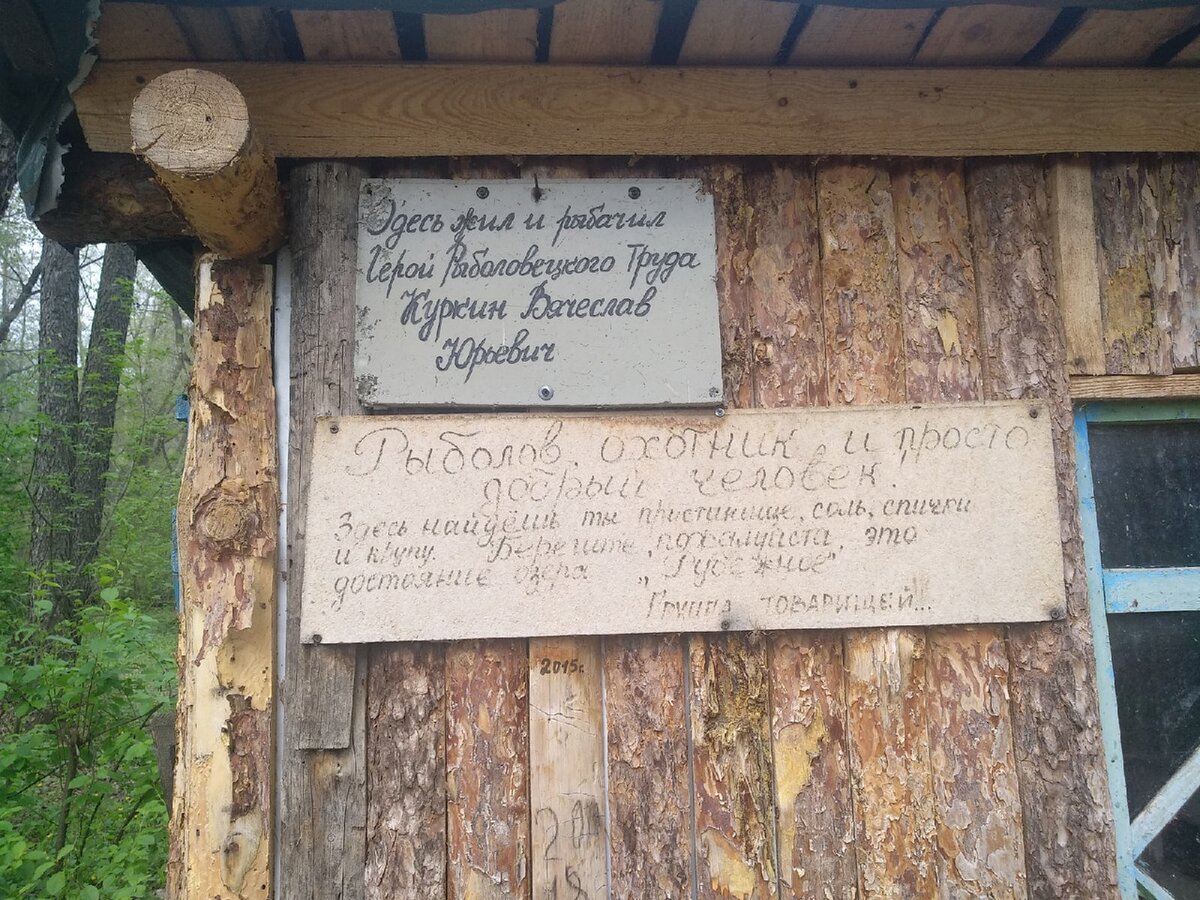 Здесь жил и рыбачил
Герой Рыболовецкого Труда
Куркин Вячеслав
Юрьевич
Рыболов, охотник и просто
добрый человек.
Здесь найдёшь ты пристанище, соль, спички
и крупу. Берегите, пожалуйста, это
достояние озера "Рубежное"
Группа товарищей...
2015г.